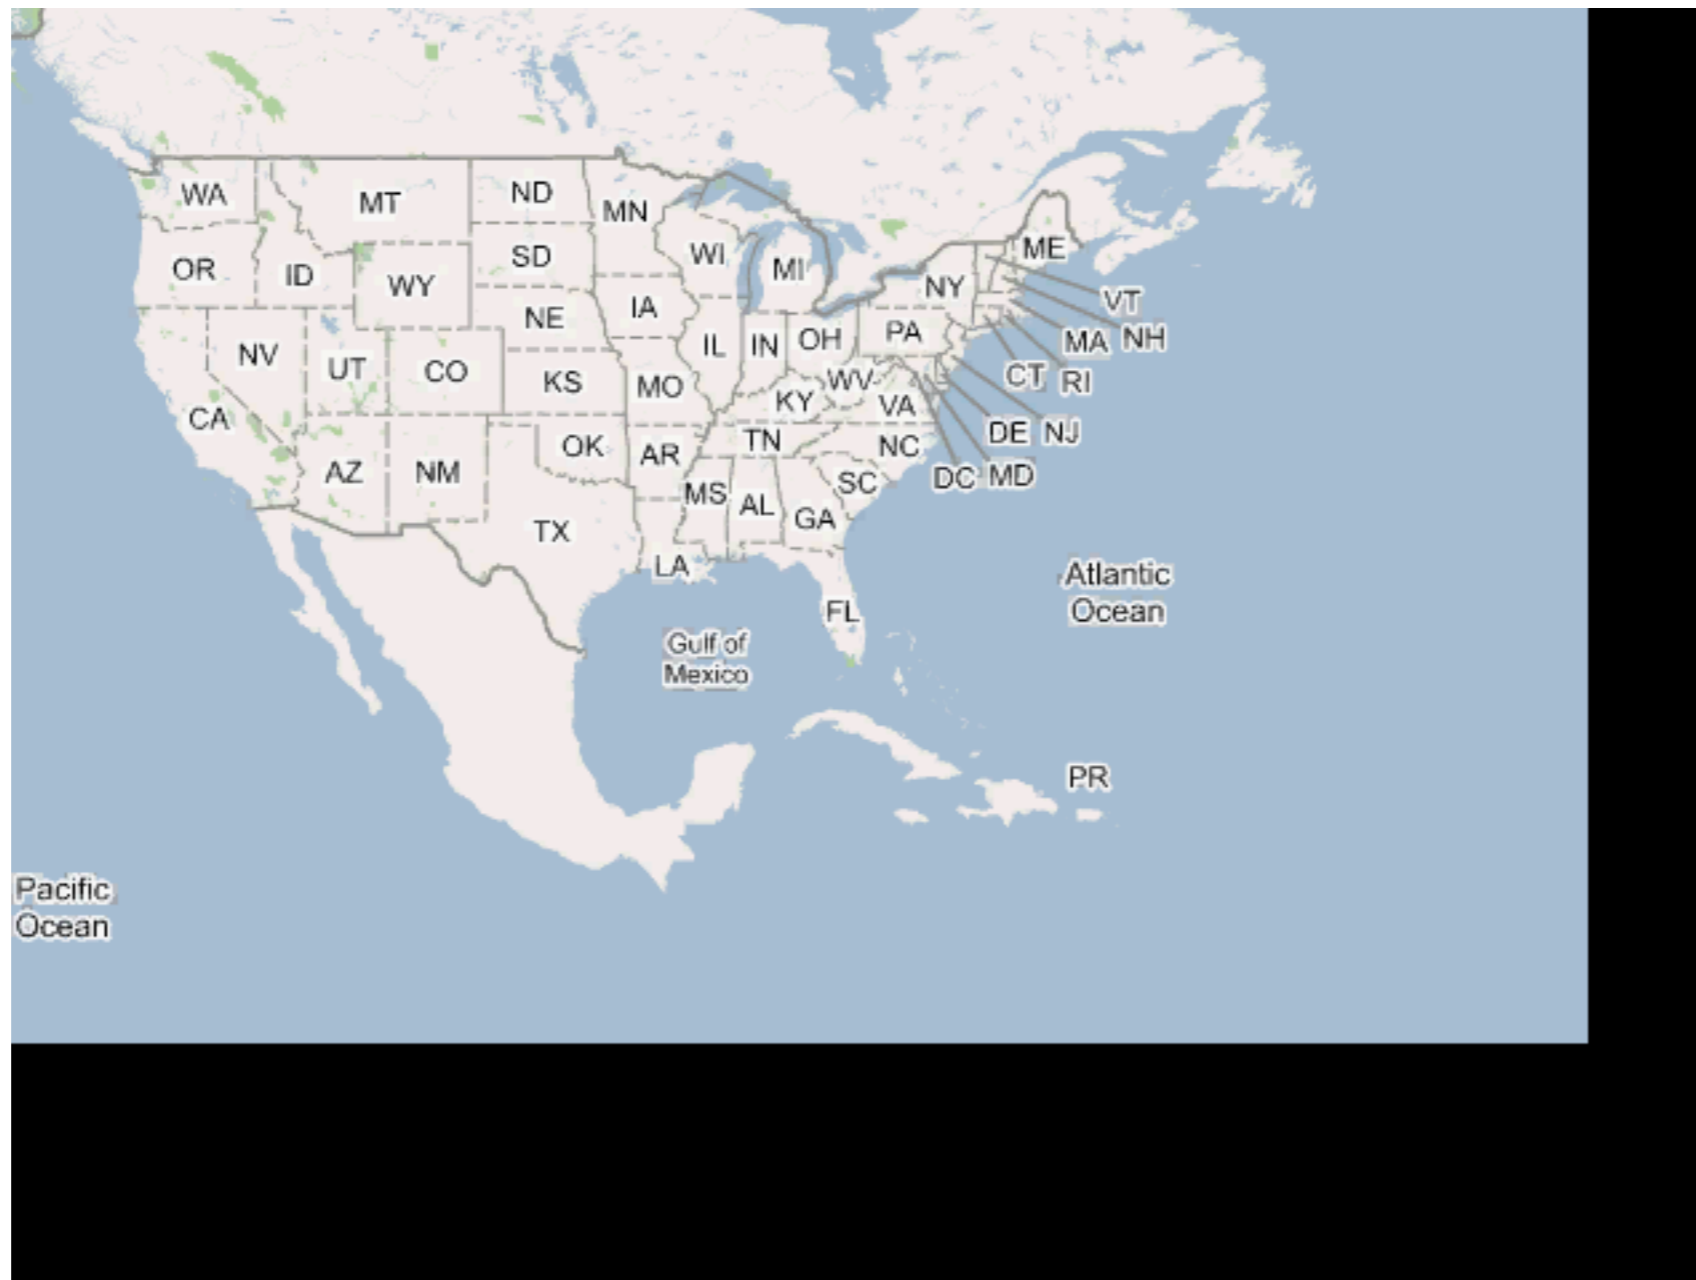 WA
MT
ND
MN
OR
ID
WY
SD
WI
MI
NY
ME
VT
NH
MA
RI
CT
NE
IA
IL
IN
OH
PA
NV
UT
CO
KS
MO
KY
WV
VA
DE
NJ
CA
AZ
NM
OK
AR
TN
NC
DC
MD
TX
LA
MS
AL
GA
SC
FL
Atlantic
Ocean
Gulf of
Mexico
PR
Pacific
Ocean